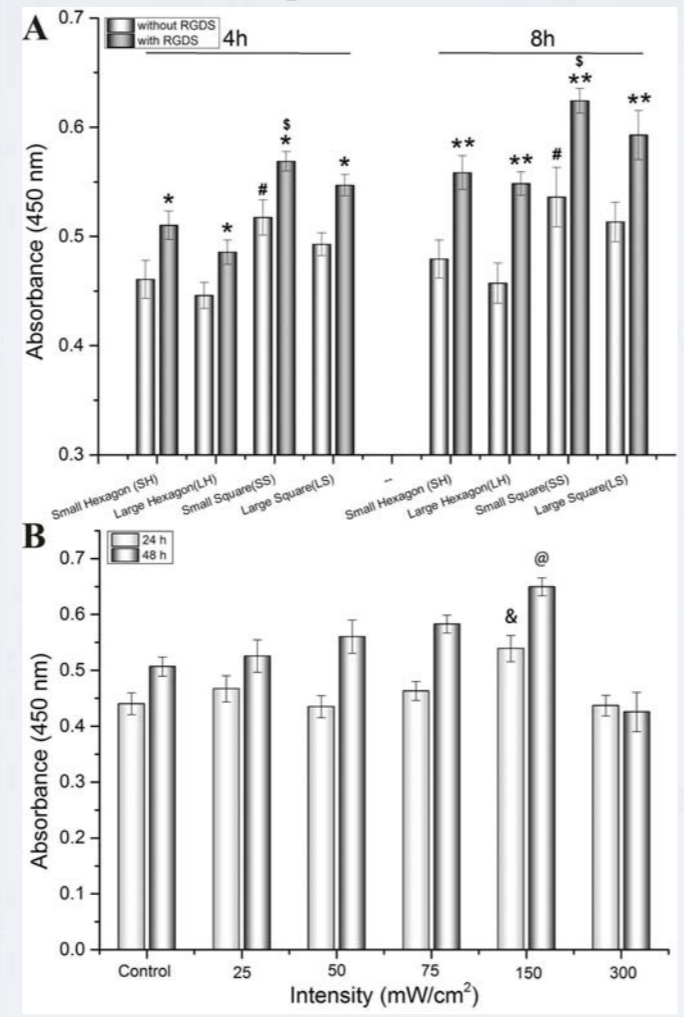 A
without RGDS
with RGDS
4h
8h
0.7
0.6
0.5
0.4
0.3
Absorbance (450 nm)
*
*
#
$
*
*
**
**
#
$
**
**
Small Hexagon (SH)
Large Hexagon(LH)
Small Square(SS)
Large Square(LS)
--
Small Hexagon (SH)
Large Hexagon(LH)
Small Square(SS)
Large Square(LS)
B
24 h
48 h
0.7
0.6
0.5
0.4
0.3
0.2
0.1
0.0
Absorbance (450 nm)
&
@
Control
25
50
75
150
300
Intensity (mW/cm²)